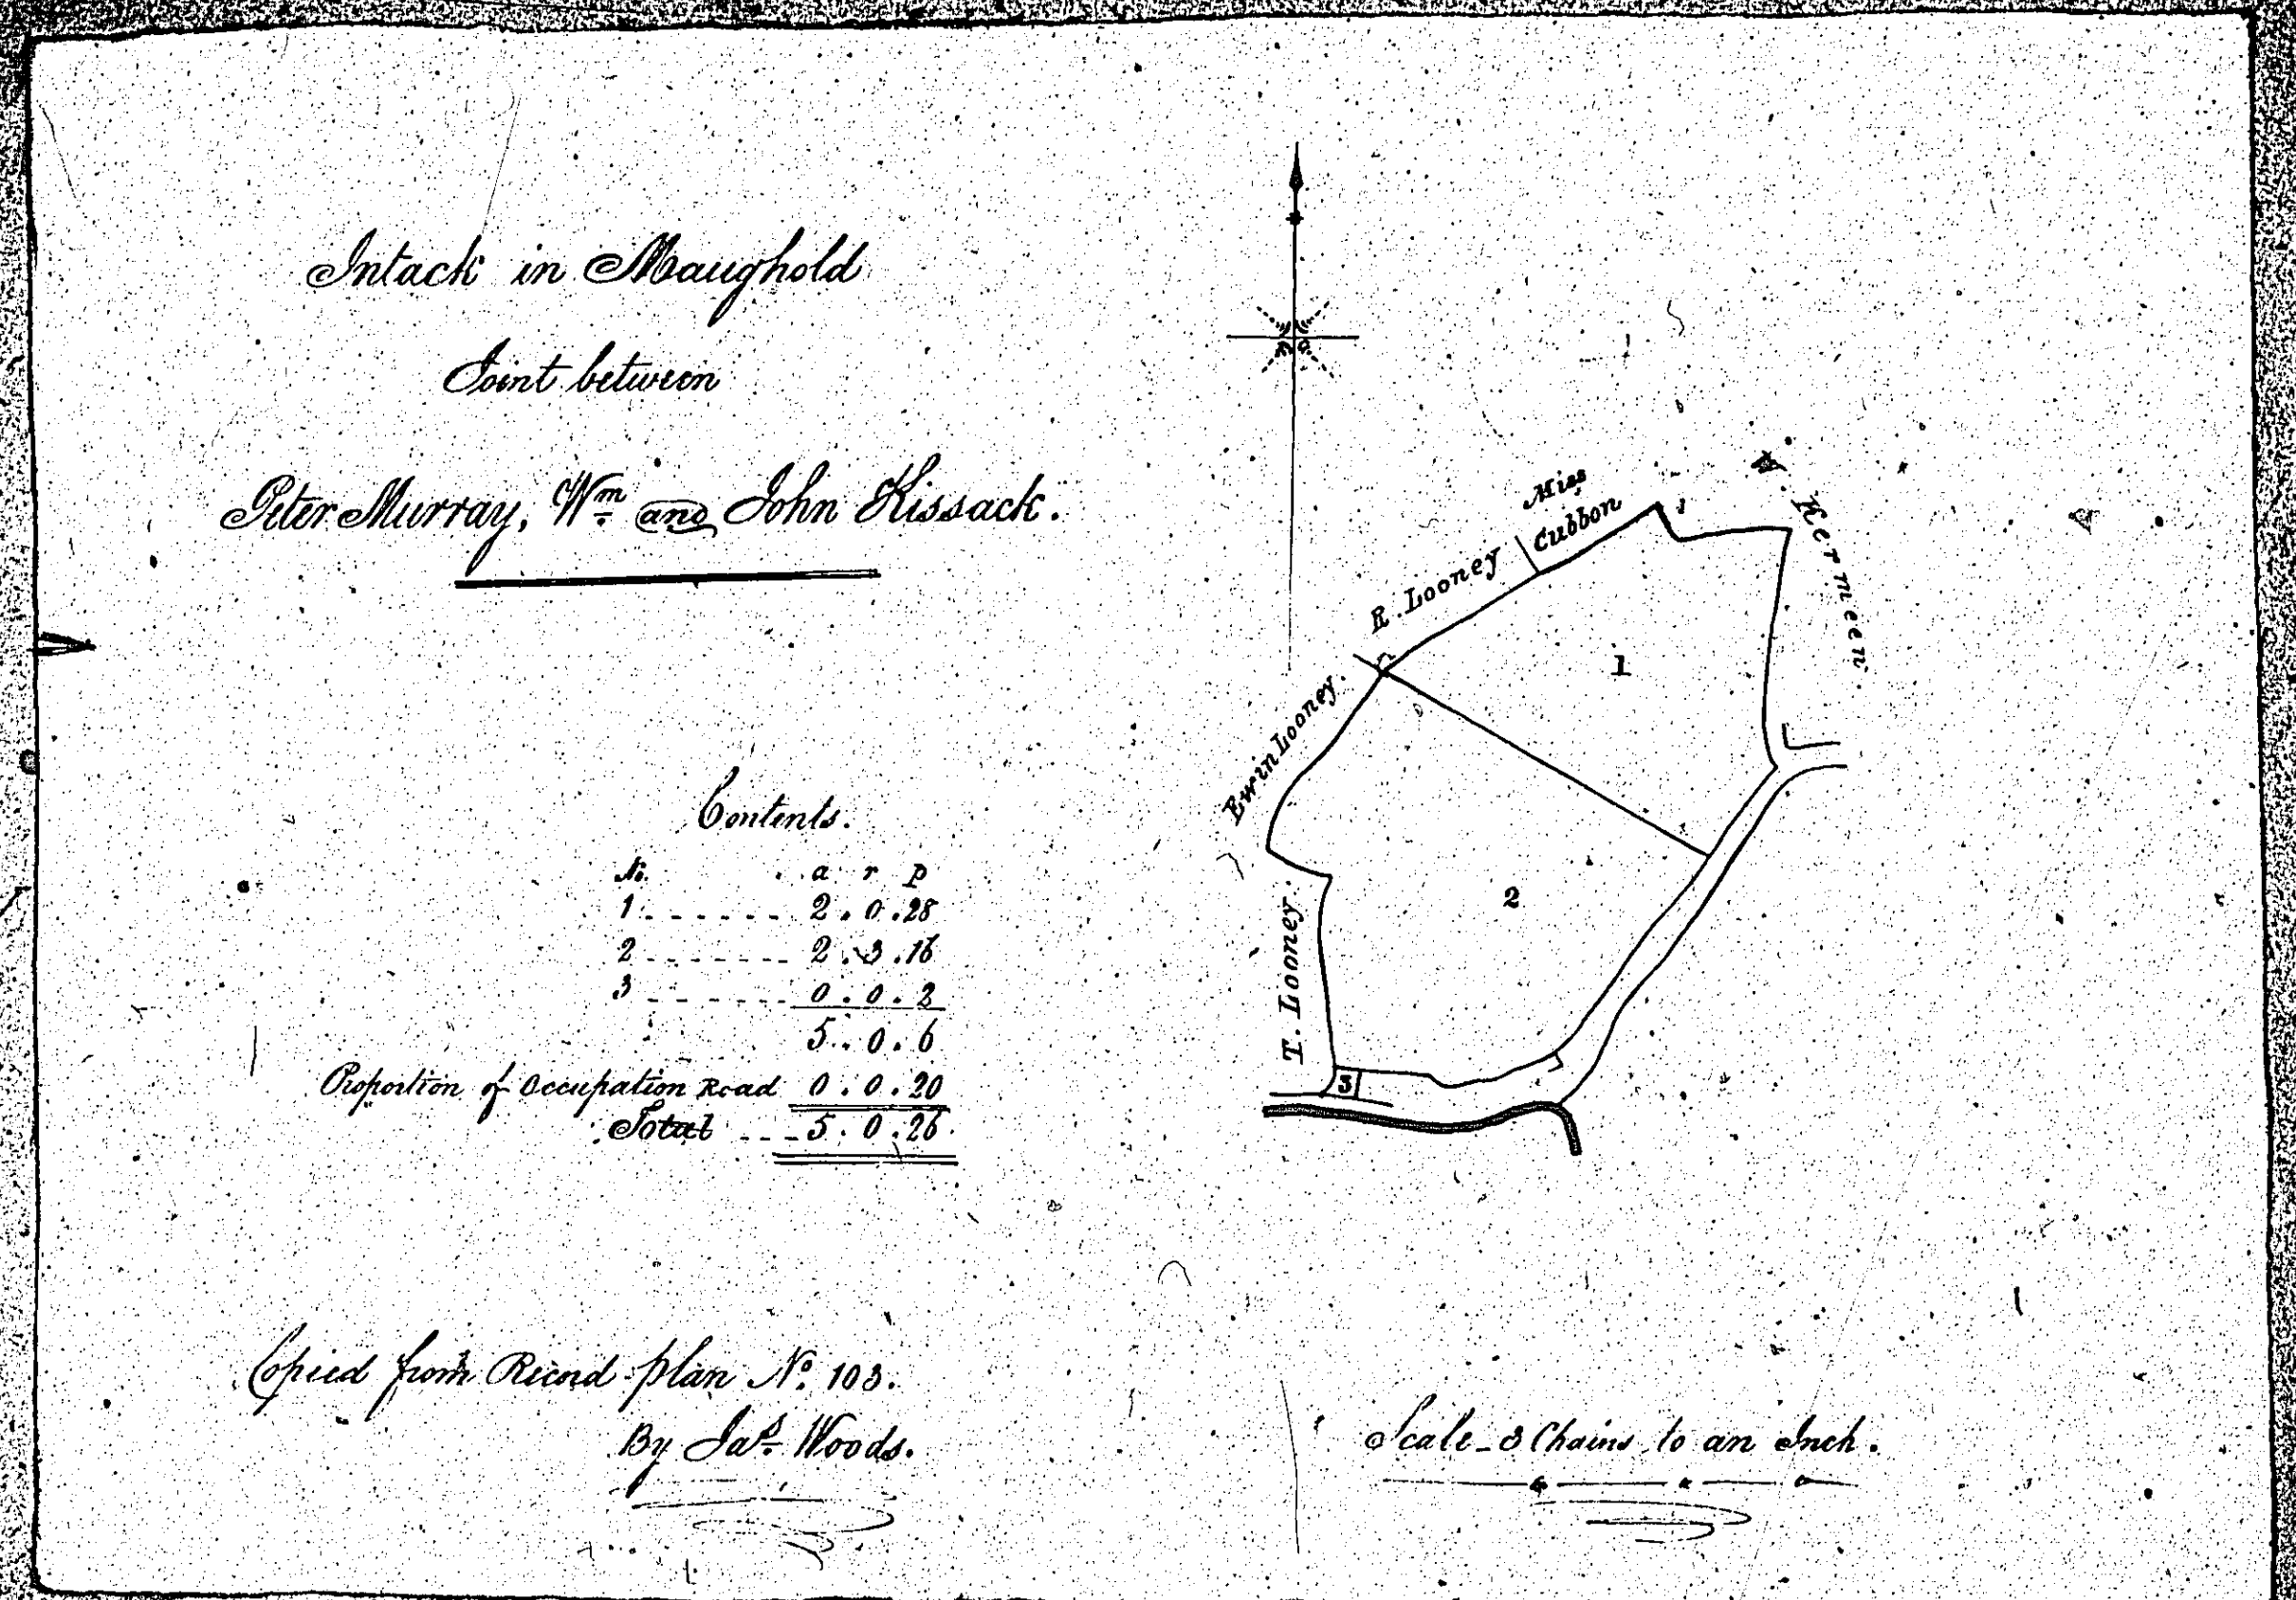 Intack in Maughold
Joint between
Peter Murray, Wm and John Kissack.
Contents.
No. a r p
1 ------ 2.0.28
2 ------- 2.3.16
3 ------ 0.0.2
5.0.6
Proportion of Occupation Road 0.0.20
Total --- 5.0.26
Copied from Record plan No. 103.
By Jas. Woods.
Miss
Cubbon
R. Looney
Kermeen.
1
Ewin Looney.
2
T. Looney.
3
Scale - 3 Chains to an Inch.